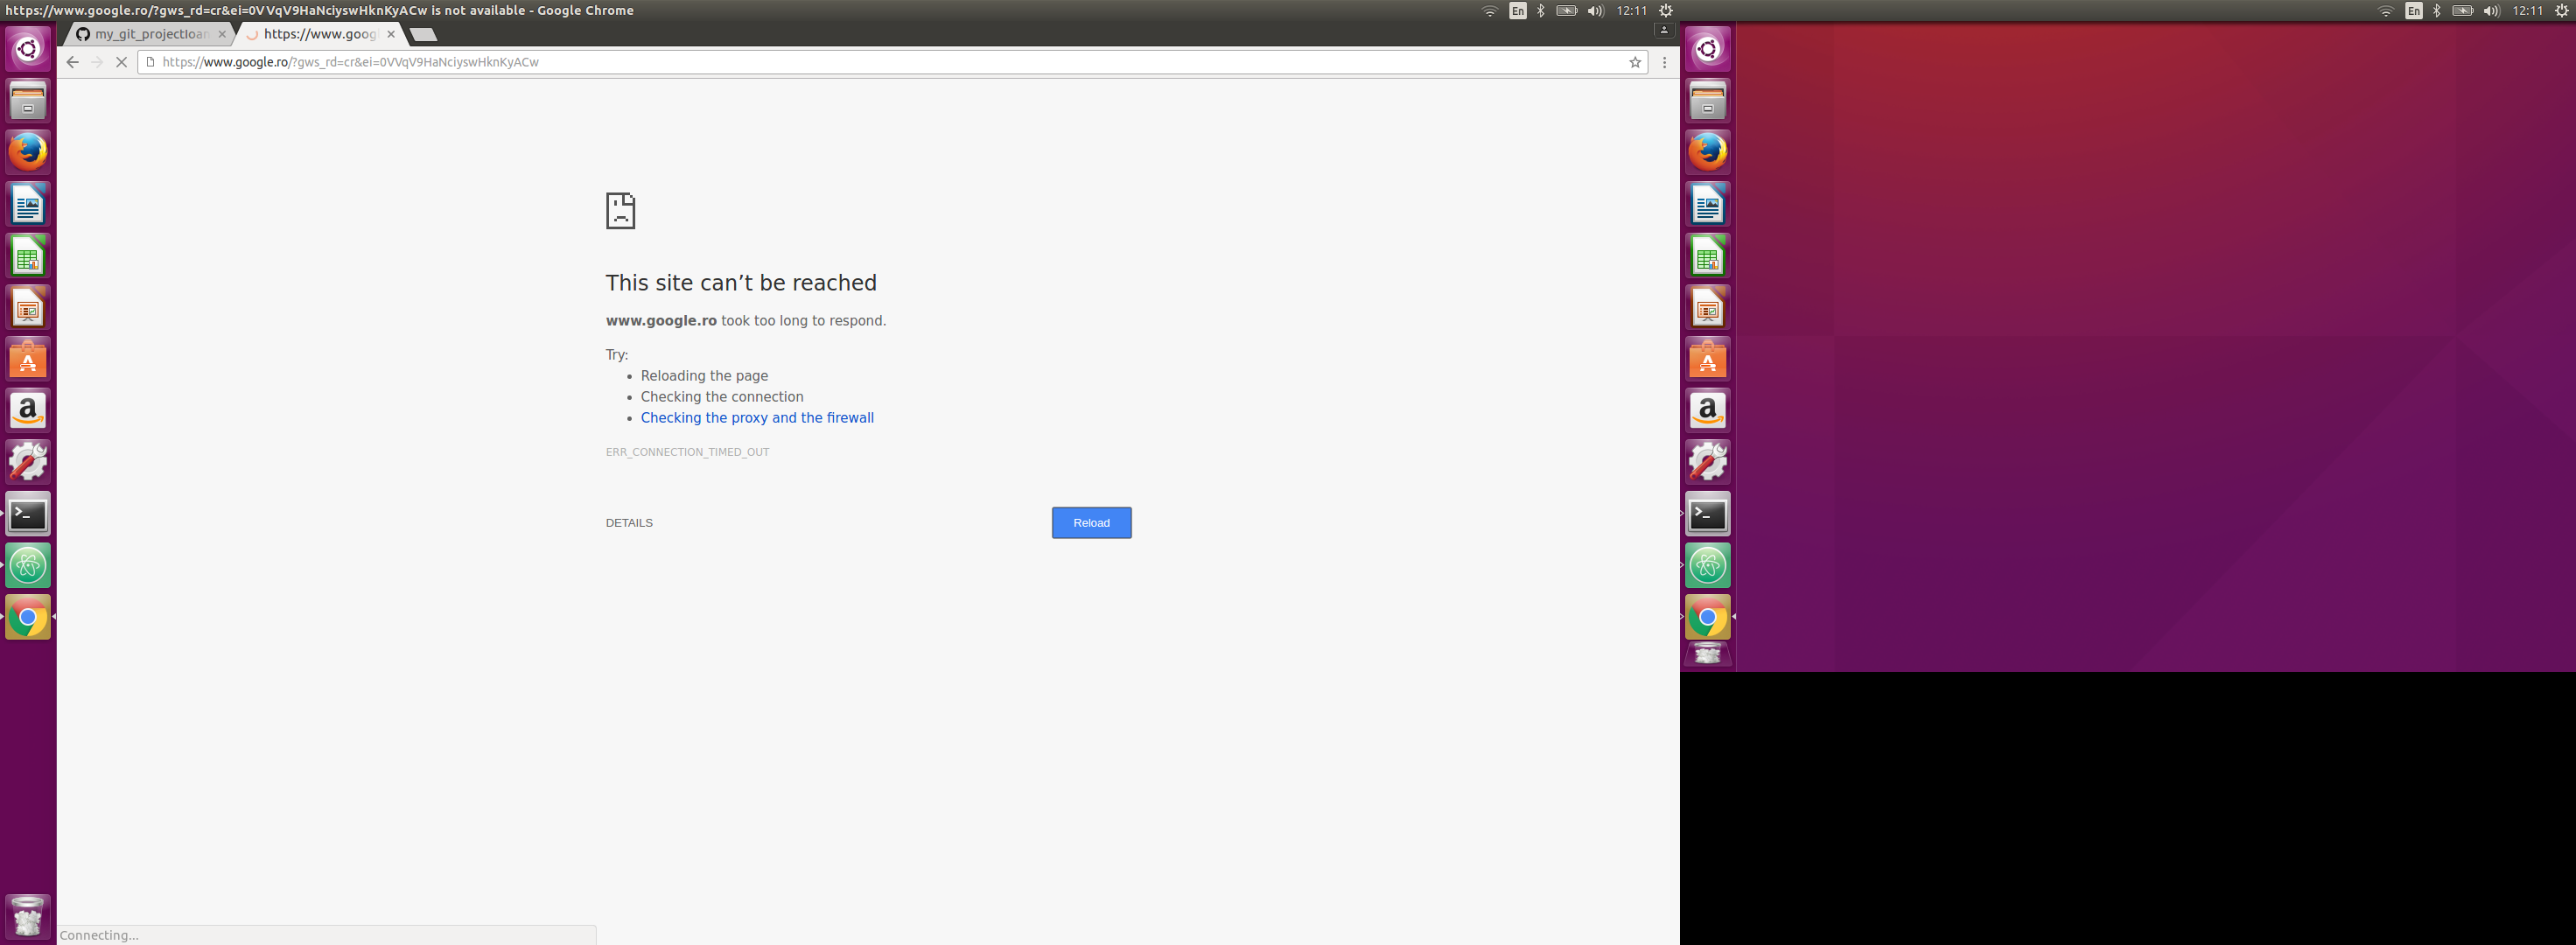 https://www.google.ro/?gws_rd=cr&ei=0VVqV9HaNciyswHknKyACw is not available - Google Chrome
En
12:11
En
12:11
my_git_projectIoan
https://www.goog
https://www.google.ro/?gws_rd=cr&ei=0VVqV9HaNciyswHknKyACw
This site can’t be reached
www.google.ro took too long to respond.
Try:
Reloading the page
Checking the connection
Checking the proxy and the firewall
ERR_CONNECTION_TIMED_OUT
DETAILS
Reload
Connecting...